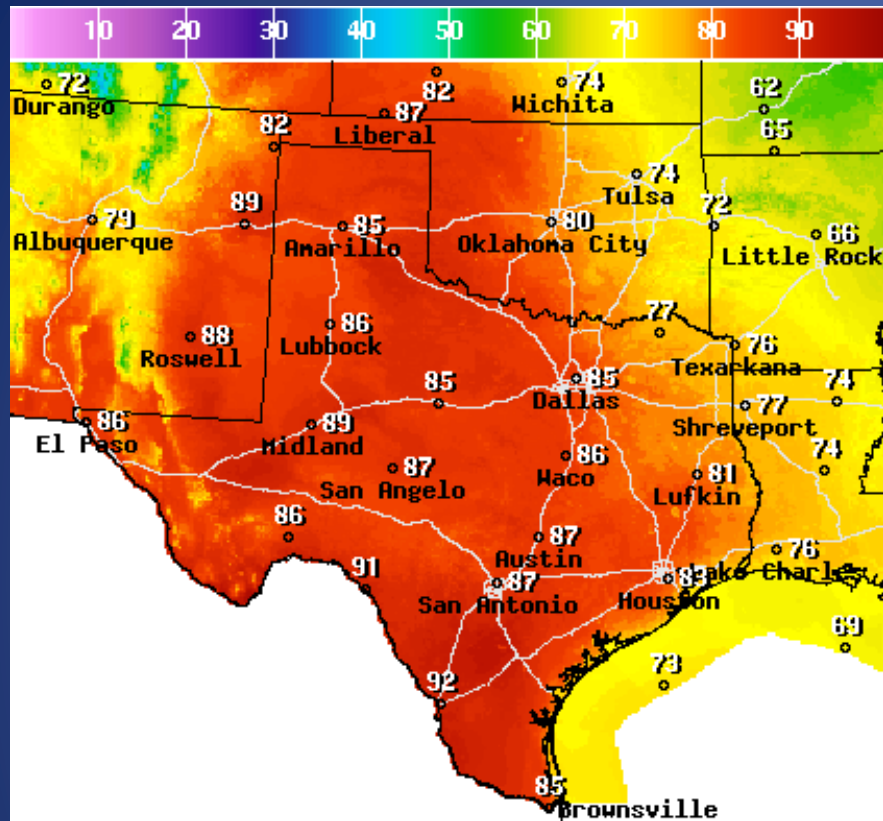 10 20 30 40 50 60 70 80 90
72 82 74 62
Durango Wichita
82 87 65
Liberal
74
Tulsa
79 89 85 80 72 66
Albuquerque Amarillo Oklahoma City Little Rock
88 86 77 76
Roswell Lubbock Texarkana
85 85 77 74
Dallas Shreveport
86 89
El Paso Midland
87 86 81 74
San Angelo Waco Lufkin
86 87 76
Austin
91 87 83 Lake Charl
San Antonio Houston
92 73 69
85
Brownsville